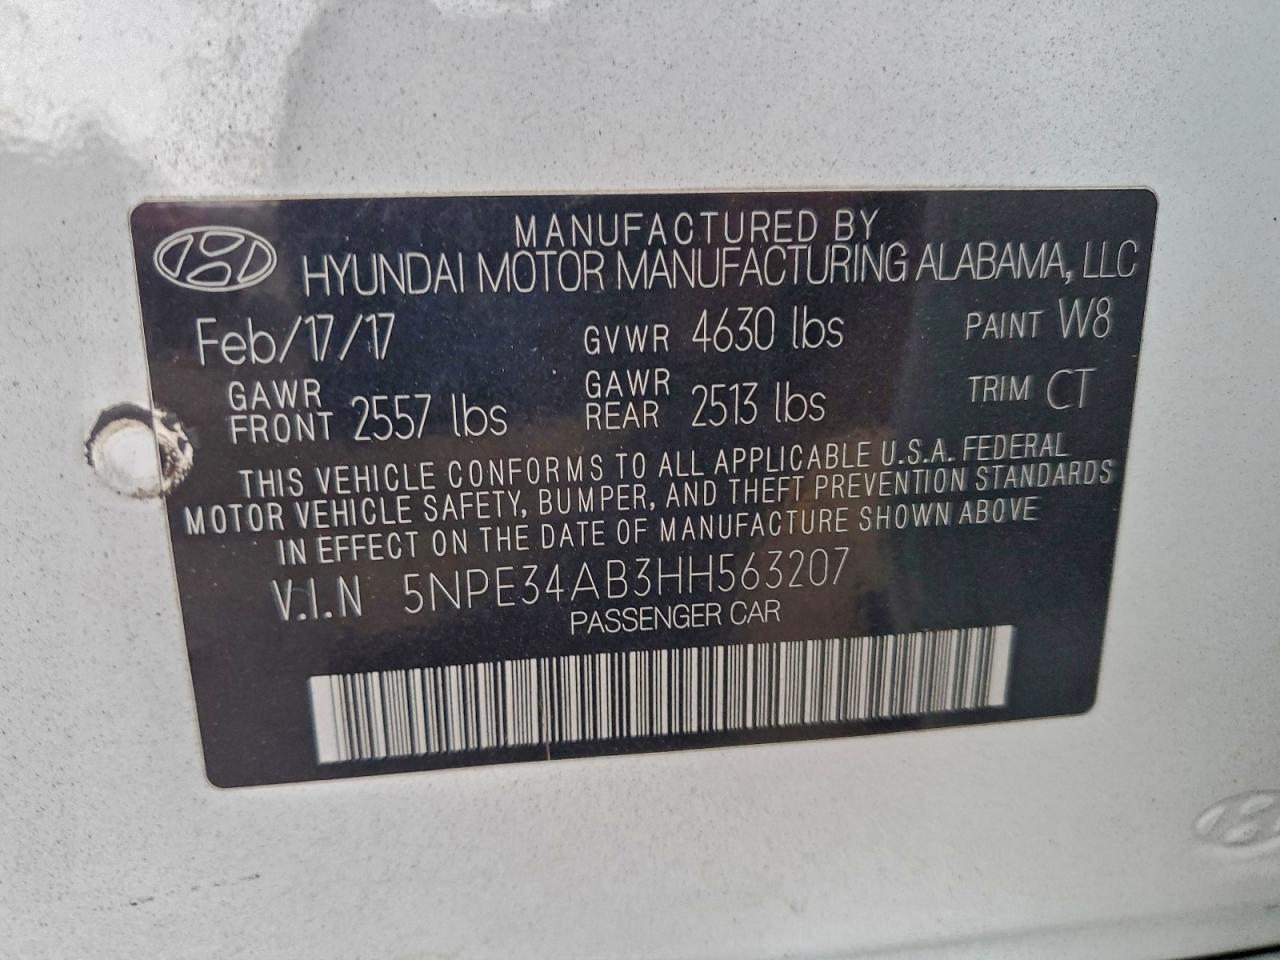 MANUFACTURED BY
HYUNDAI MOTOR MANUFACTURING ALABAMA, LLC
Feb/17/17 GVWR 4630 lbs PAINT W8
GAWR FRONT 2557 lbs GAWR REAR 2513 lbs TRIM CT
THIS VEHICLE CONFORMS TO ALL APPLICABLE U.S.A. FEDERAL
MOTOR VEHICLE SAFETY, BUMPER, AND THEFT PREVENTION STANDARDS
IN EFFECT ON THE DATE OF MANUFACTURE SHOWN ABOVE
V.I.N 5NPE34AB3HH563207
PASSENGER CAR